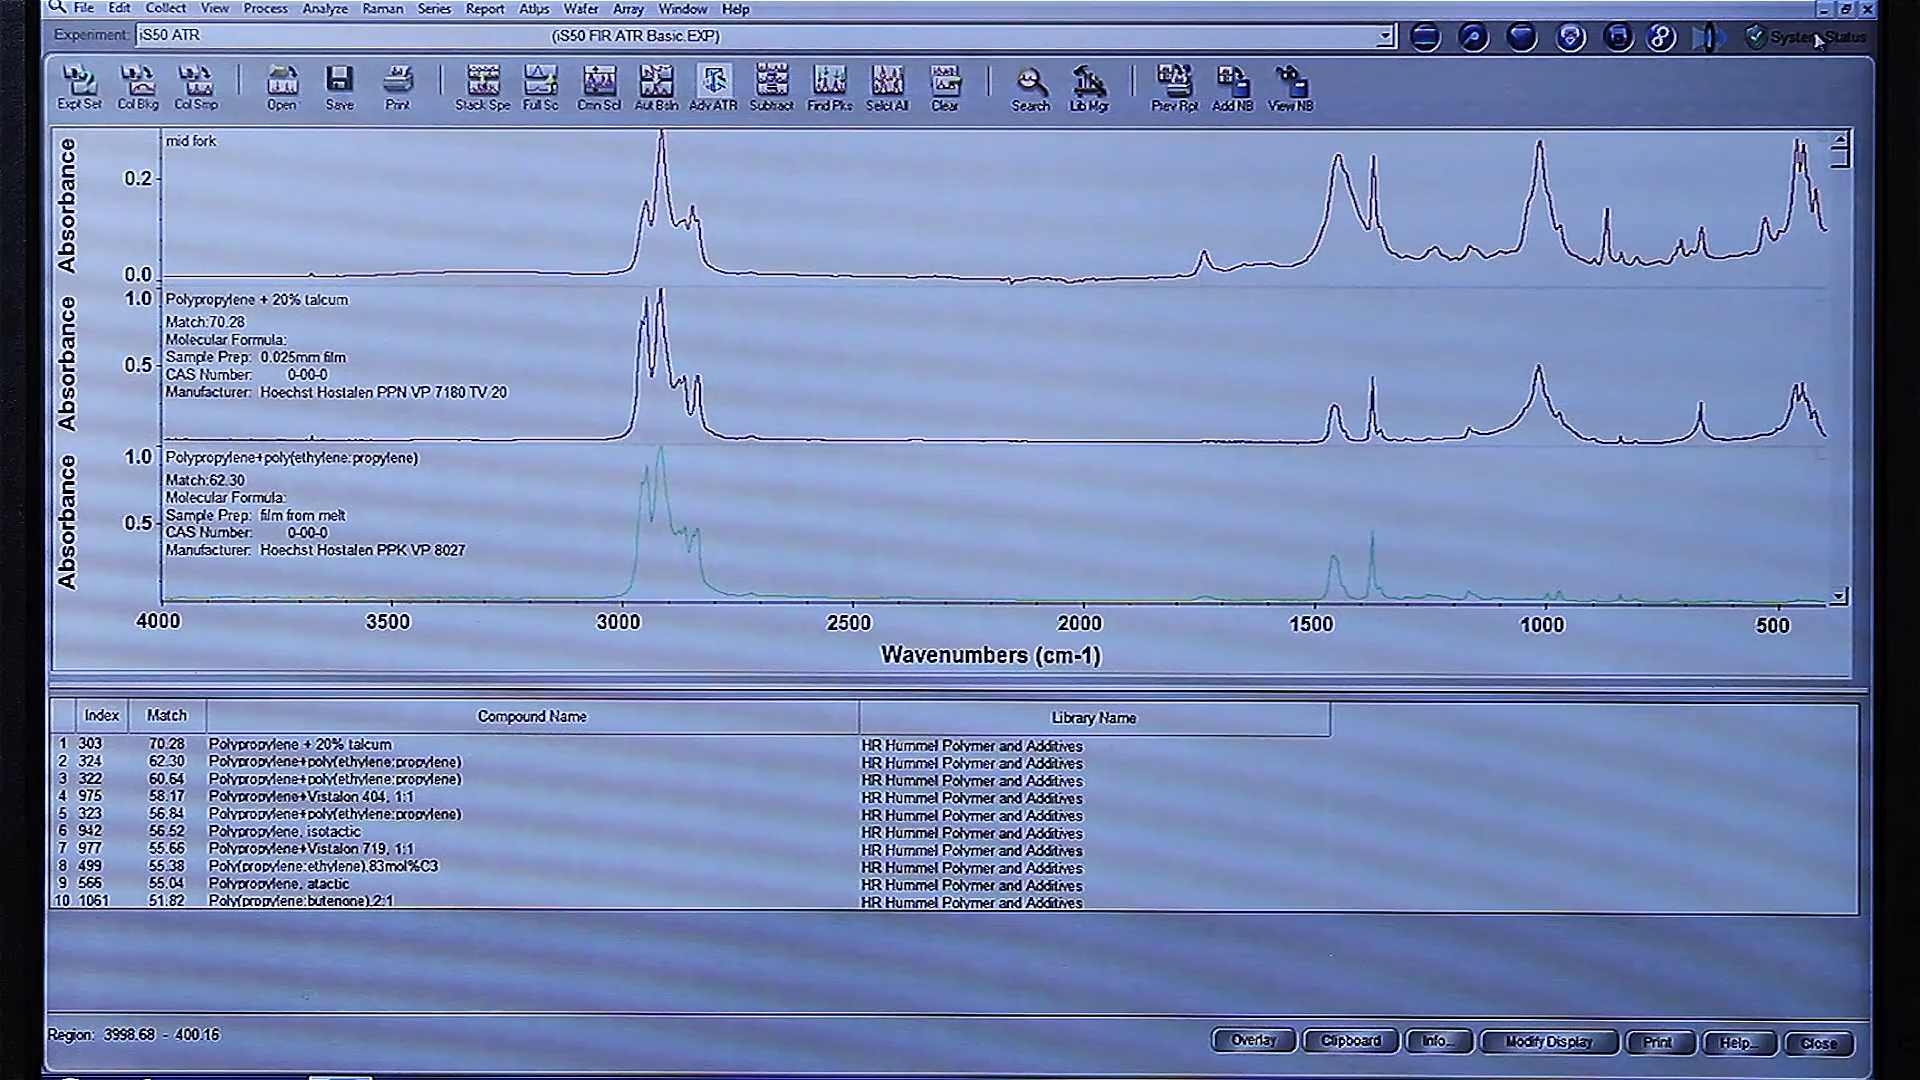 File Edit Collect View Process Analyze Raman Series Report Atlµs Wafer Array Window Help
Experiment: iS50 ATR (iS50 FIR ATR Basic.EXP) System Status
Expt Set Col Bkg Col Smp Open Save Print Stack Spe Full Sc Cmn Scl Aut Bsln Adv ATR Subtract Find Pks Selct All Clear Search Lib Mgr Prev Rpt Add NB View NB
mid fork
Absorbance
0.2
0.0
Polypropylene + 20% talcum
Match:70.28
Molecular Formula:
Sample Prep: 0.025mm film
CAS Number: 0-00-0
Manufacturer: Hoechst Hostalen PPN VP 7180 TV 20
Absorbance
1.0
0.5
Polypropylene+poly(ethylene:propylene)
Match:62.30
Molecular Formula:
Sample Prep: film from melt
CAS Number: 0-00-0
Manufacturer: Hoechst Hostalen PPK VP 8027
Absorbance
1.0
0.5
4000 3500 3000 2500 2000 1500 1000 500
Wavenumbers (cm-1)
Index Match Compound Name Library Name
1 303 70.28 Polypropylene + 20% talcum HR Hummel Polymer and Additives
2 324 62.30 Polypropylene+poly(ethylene:propylene) HR Hummel Polymer and Additives
3 322 60.64 Polypropylene+poly(ethylene:propylene) HR Hummel Polymer and Additives
4 975 58.17 Polypropylene+Vistalon 404, 1:1 HR Hummel Polymer and Additives
5 323 56.84 Polypropylene+poly(ethylene:propylene) HR Hummel Polymer and Additives
6 942 56.52 Polypropylene, isotactic HR Hummel Polymer and Additives
7 977 55.66 Polypropylene+Vistalon 719, 1:1 HR Hummel Polymer and Additives
8 499 55.38 Poly(propylene:ethylene),83mol%C3 HR Hummel Polymer and Additives
9 566 55.04 Polypropylene, atactic HR Hummel Polymer and Additives
10 1061 51.82 Poly(propylene:butenone),2:1 HR Hummel Polymer and Additives
Region: 3998.68 - 400.16
Overlay Clipboard Info... Modify Display Print Help... Close